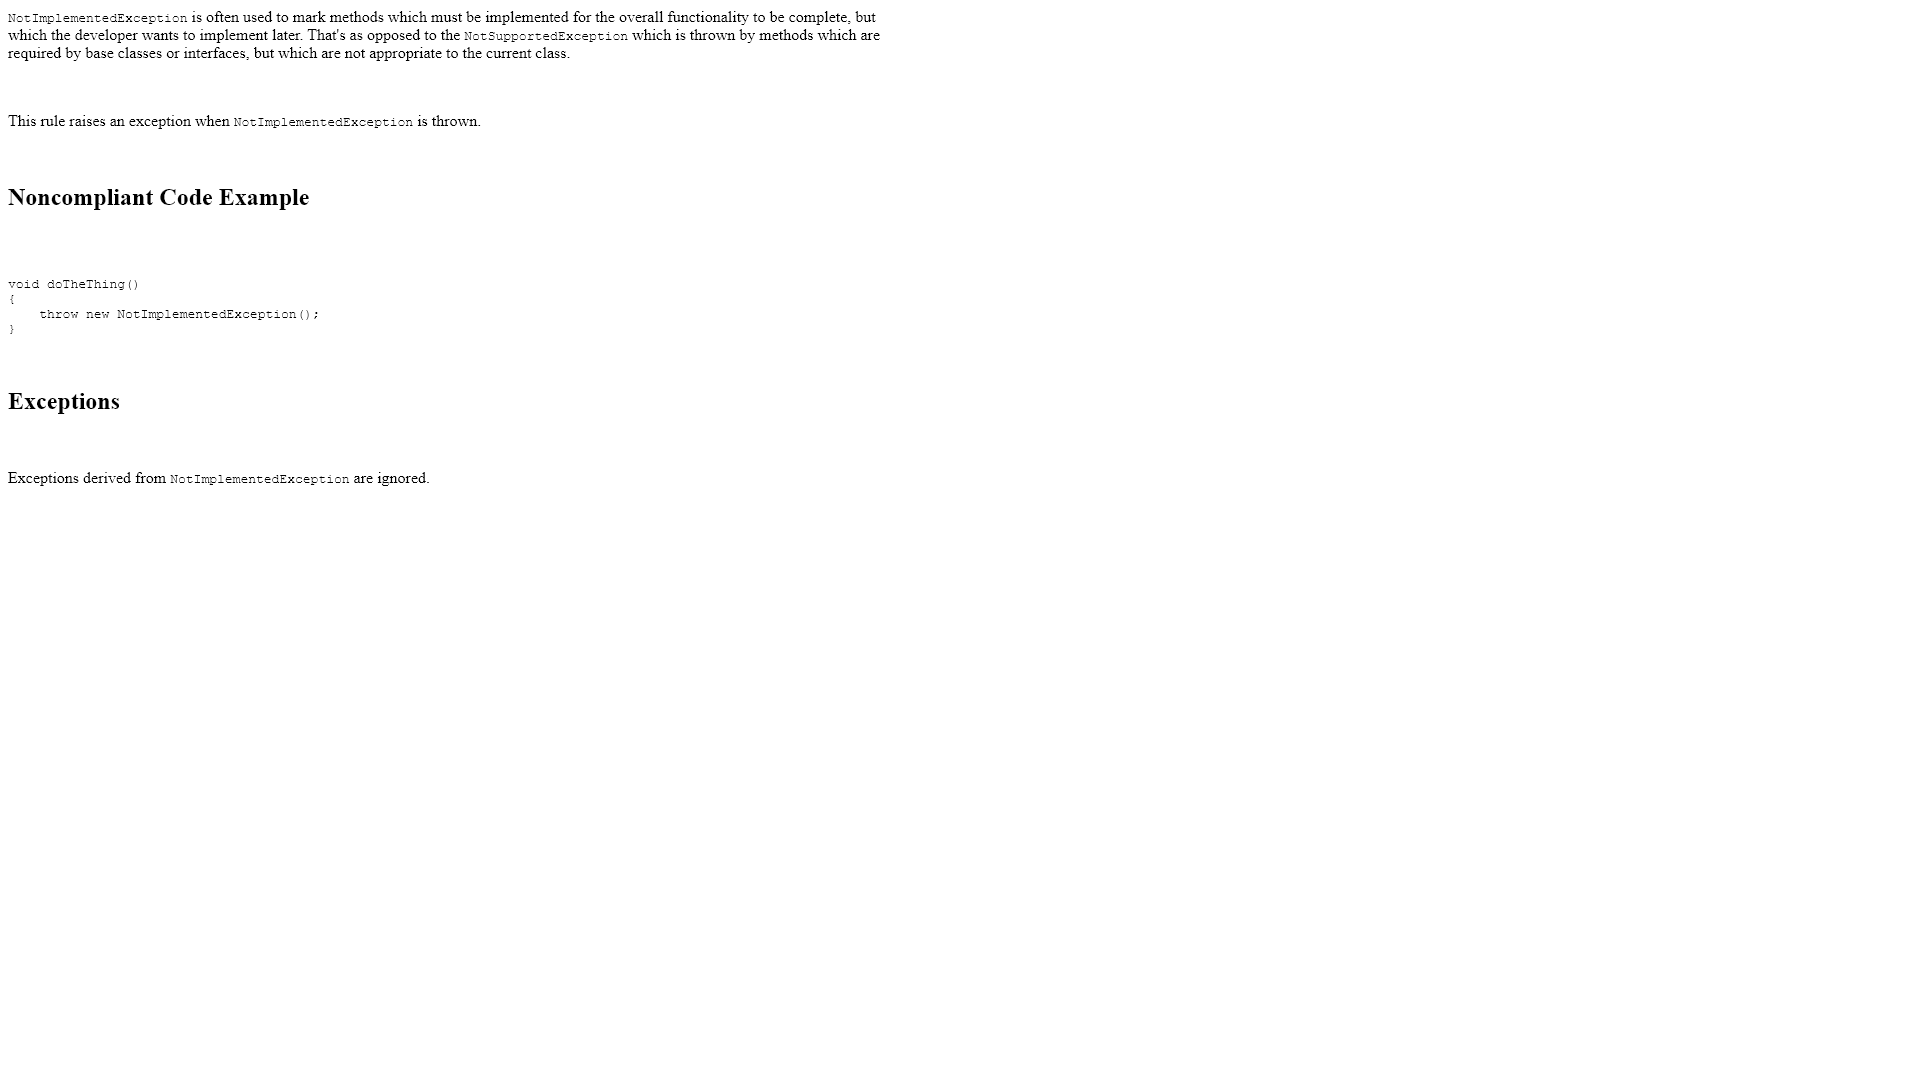 NotImplementedException is often used to mark methods which must be implemented for the overall functionality to be complete, but
which the developer wants to implement later. That's as opposed to the NotSupportedException which is thrown by methods which are
required by base classes or interfaces, but which are not appropriate to the current class.
This rule raises an exception when NotImplementedException is thrown.
Noncompliant Code Example
void doTheThing()
{
    throw new NotImplementedException();
}
Exceptions
Exceptions derived from NotImplementedException are ignored.